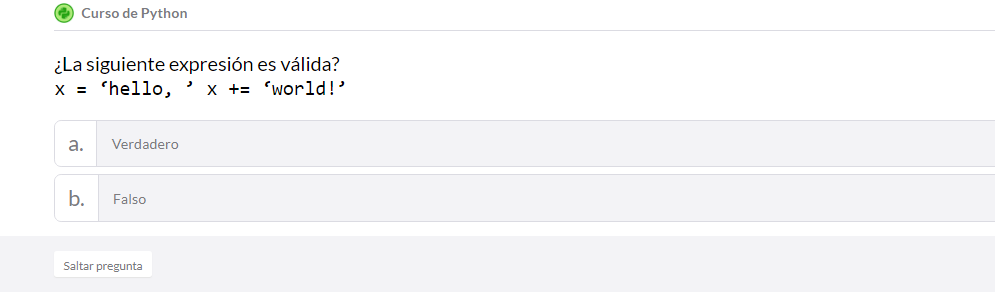 Curso de Python
¿La siguiente expresión es válida?
x = ‘hello, ’ x += ‘world!’
a. Verdadero
b. Falso
Saltar pregunta